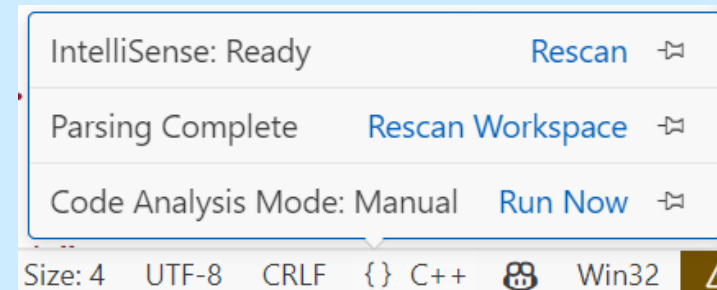 IntelliSense: Ready Rescan
Parsing Complete Rescan Workspace
Code Analysis Mode: Manual Run Now
Size: 4 UTF-8 CRLF {} C++ Win32